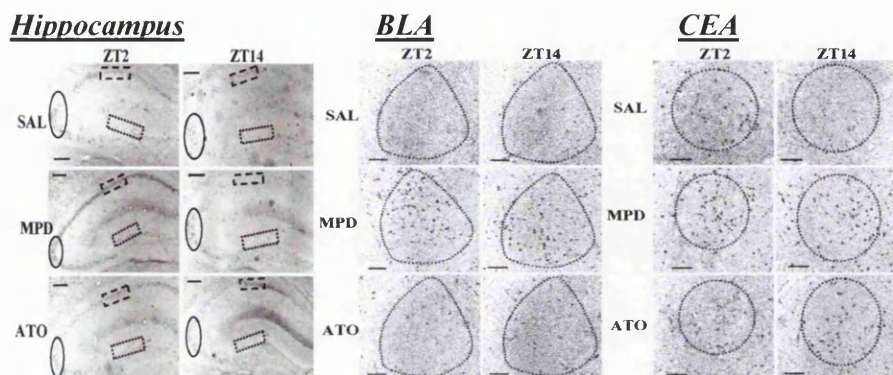 Hippocampus
ZT2 ZT14
SAL
MPD
ATO
BLA
ZT2 ZT14
SAL
MPD
ATO
CEA
ZT2 ZT14
SAL
MPD
ATO